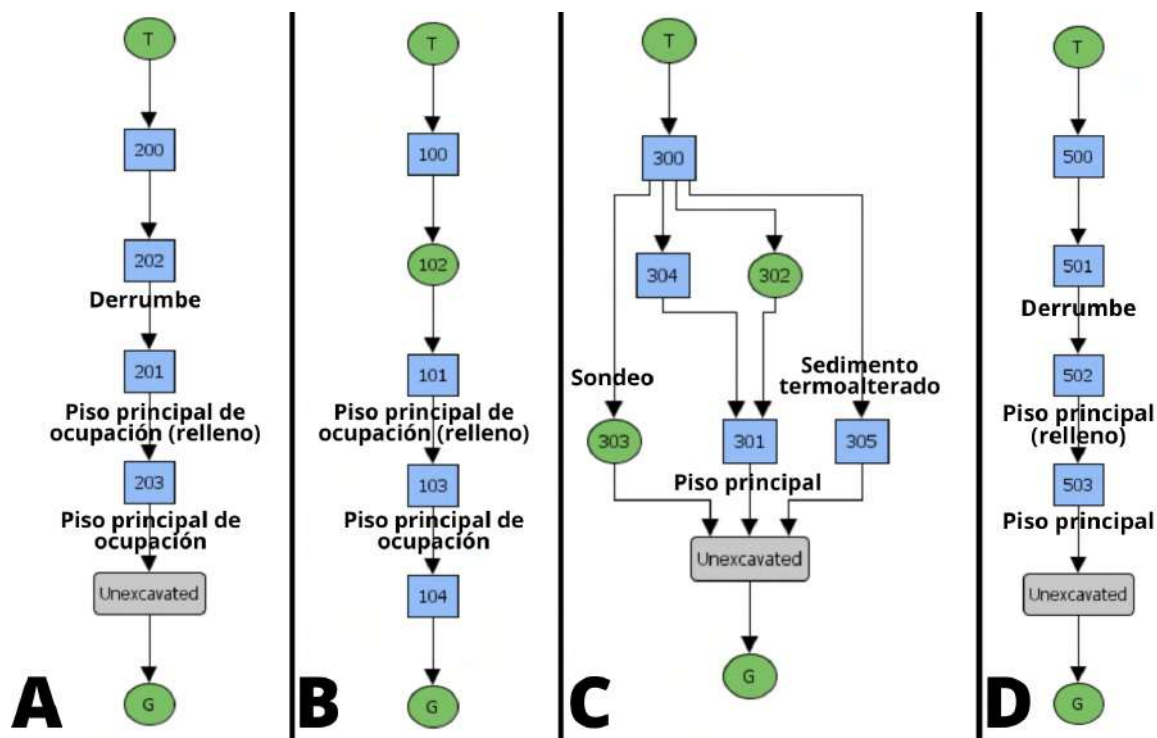 T
200
202
Derrumbe
201
Piso principal de
ocupación (relleno)
203
Piso principal de
ocupación
Unexcavated
G
A
T
100
102
101
Piso principal de
ocupación (relleno)
103
Piso principal de
ocupación
104
G
B
T
300
304
302
Sondeo
Sedimento
termoalterado
303
301
305
Piso principal
Unexcavated
G
C
T
500
501
Derrumbe
502
Piso principal
(relleno)
503
Piso principal
Unexcavated
G
D